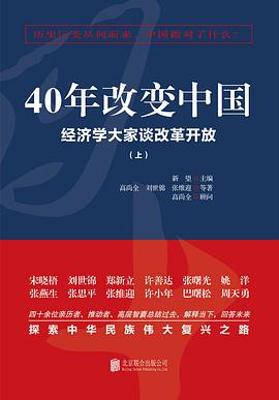 历史巨变从何而来，中国做对了什么？
40年改变中国
经济学大家谈改革开放
（上）
新 望 主编
高尚全 刘世锦 张维迎 等著
高尚全 顾问
宋晓梧 刘世锦 郑新立 许善达 张曙光 姚 洋
张燕生 张思平 张维迎 许小年 巴曙松 周天勇
四十余位亲历者、推动者、高层智囊总结过去，解释当下，回答未来
探索中华民族伟大复兴之路
北京联合出版公司